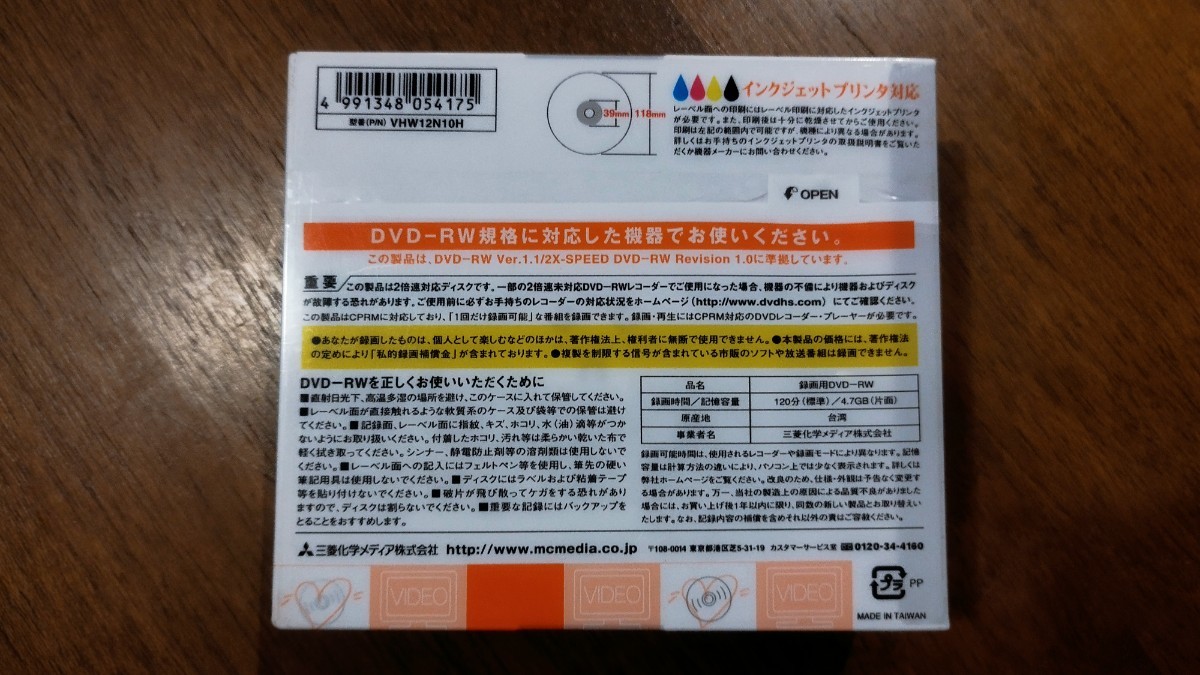 4 991348 054175
型番(P/N) VHW12N10H
39mm 118mm
インクジェットプリンタ対応
レーベル面への印刷にはレーベル印刷に対応したインクジェットプリンタ
が必要です。また、印刷後は十分に乾燥させてからご使用ください。
印刷は左記の範囲内で可能ですが、機種により異なる場合があります。
詳しくはお手持ちのインクジェットプリンタの取扱説明書をご覧いた
だくか機器メーカーにお問い合わせください。
OPEN
DVD-RW規格に対応した機器でお使いください。
この製品は、DVD-RW Ver.1.1/2X-SPEED DVD-RW Revision 1.0に準拠しています。
重要 この製品は2倍速対応ディスクです。一部の2倍速未対応DVD-RWレコーダーでご使用になった場合、機器の不備により機器およびディスク
が故障する恐れがあります。ご使用前に必ずお手持ちのレコーダーの対応状況をホームページ(http://www.dvdhs.com)にてご確認ください。
この製品はCPRMに対応しており、「1回だけ録画可能」な番組を録画できます。録画・再生にはCPRM対応のDVDレコーダー・プレーヤーが必要です。
●あなたが録画したものは、個人として楽しむなどのほかは、著作権法上、権利者に無断で使用できません。●本製品の価格には、著作権法
の定めにより「私的録画補償金」が含まれております。●複製を制限する信号が含まれている市販のソフトや放送番組は録画できません。
DVD-RWを正しくお使いいただくために
■直射日光下、高温多湿の場所を避け、このケースに入れて保管してください。
■レーベル面が直接触れるような軟質系のケース及び袋等での保管は避け
てください。■記録面、レーベル面に指紋、キズ、ホコリ、水(油)滴等がつか
ないようにお取り扱いください。付着したホコリ、汚れ等は柔らかい乾いた布で
軽く拭き取ってください。シンナー、静電防止剤等の溶剤類は使用しないで
ください。■レーベル面への記入にはフェルトペン等を使用し、筆先の硬い
筆記用具は使用しないでください。■ディスクにはラベルおよび粘着テープ
等を貼り付けないでください。■破片が飛び散ってケガをする恐れがあり
ますので、ディスクは割らないでください。■重要な記録にはバックアップを
とることをおすすめします。
品名 録画用DVD-RW
録画時間/記憶容量 120分(標準)/4.7GB(片面)
原産地 台湾
事業者名 三菱化学メディア株式会社
録画可能時間は、使用されるレコーダーや録画モードにより異なります。記憶
容量は計算方法の違いにより、パソコン上では少なく表示されます。詳しくは
弊社ホームページをご覧ください。改良のため、仕様・外観は予告なく変更す
る場合があります。万一、当社の製造上の原因による品質不良がありました
場合には、お買い上げ後1年以内に限り、同数の新しい製品とお取り替えい
たします。なお、記録内容の補償を含めそれ以外の責はご容赦ください。
三菱化学メディア株式会社 http://www.mcmedia.co.jp 〒108-0014 東京都港区芝5-31-19 カスタマーサービス室 0120-34-4160
VIDEO VIDEO VIDEO
プラ PP
MADE IN TAIWAN